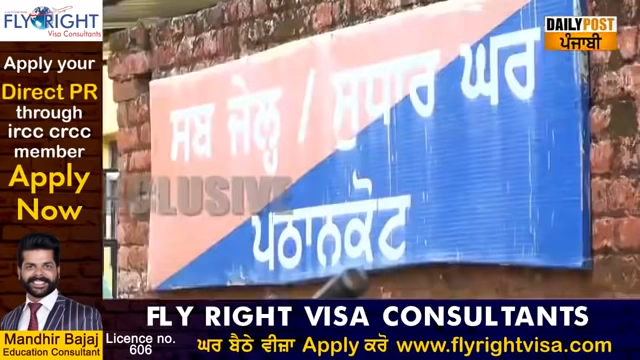 FLY RIGHT
Visa Consultants
Apply your
Direct PR
through
ircc crcc
member
Apply
Now
Mandhir Bajaj
Education Consultant
DAILY POST
ਪੰਜਾਬੀ
ਸਬ ਜੇਲ੍ਹ / ਸੁਧਾਰ ਘਰ
ਪਠਾਨਕੋਟ
EXCLUSIVE
FLY RIGHT VISA CONSULTANTS
Licence no.
606
ਘਰ ਬੈਠੇ ਵੀਜ਼ਾ Apply ਕਰੋ www.flyrightvisa.com